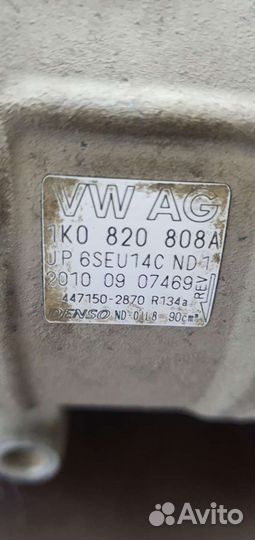 VW AG
1K0 820 808A
JP 6SEU14C ND1
2010 09 07469
REV
447150-2870 R134a
DENSO ND-OIL8 90cm³
Avito